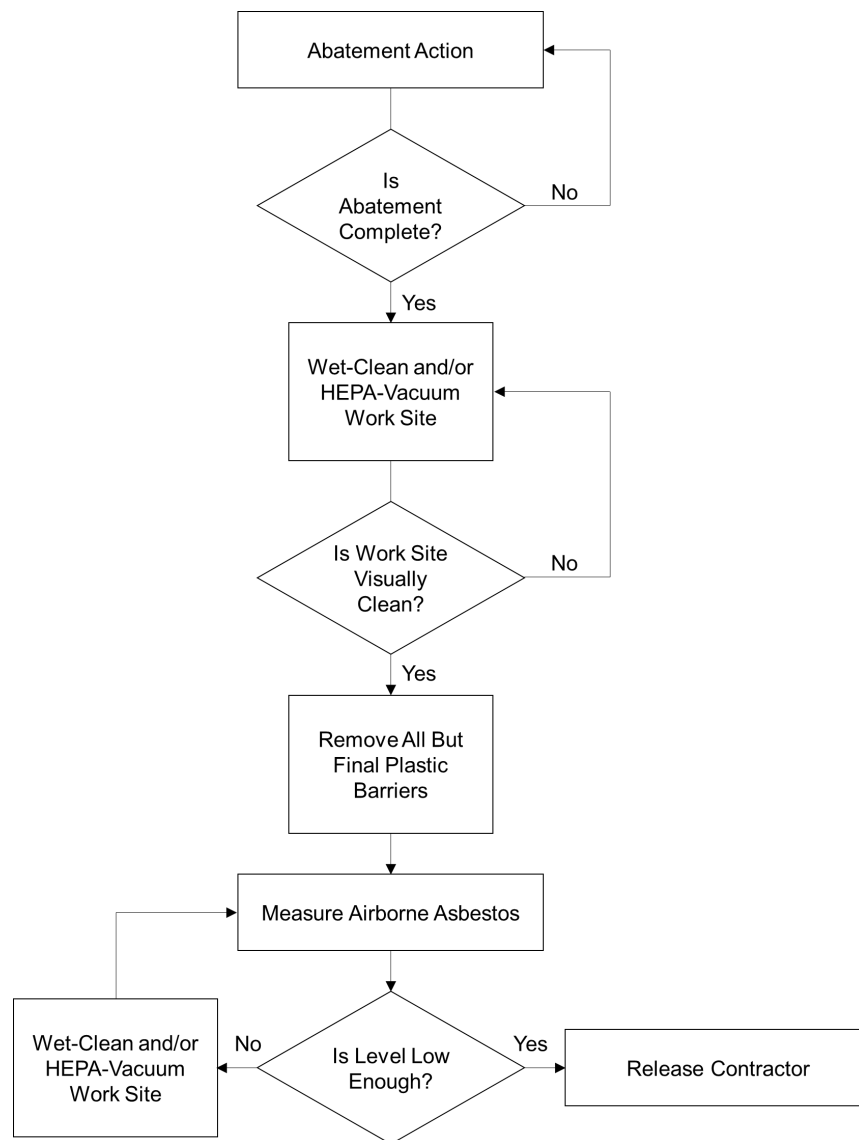 Abatement Action
Is
Abatement
Complete?
No
Yes
Wet-Clean and/or
HEPA-Vacuum
Work Site
Is Work Site
Visually
Clean?
No
Yes
Remove All But
Final Plastic
Barriers
Measure Airborne Asbestos
Wet-Clean and/or
HEPA-Vacuum
Work Site
No
Is Level Low
Enough?
Yes
Release Contractor